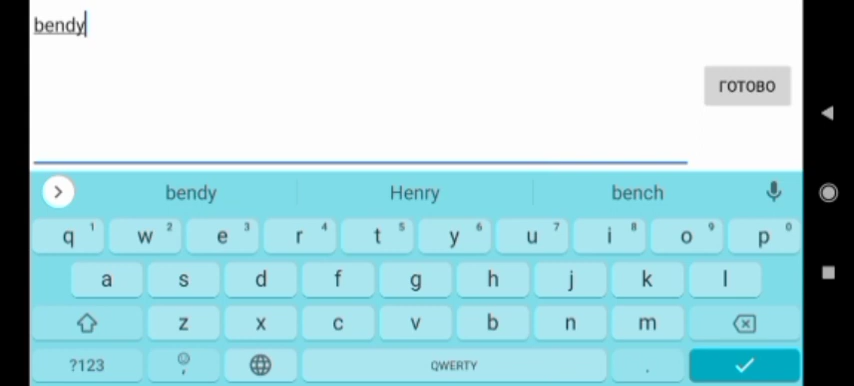 bendy
ГОТОВО
bendy Henry bench
q 1 w 2 e 3 r 4 t 5 y 6 u 7 i 8 o 9 p 0
a s d f g h j k l
z x c v b n m
?123 , QWERTY .